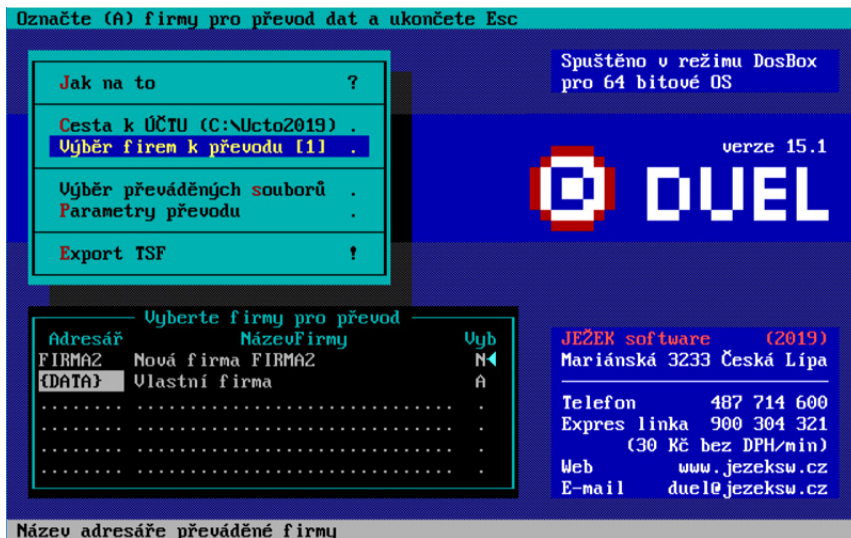 Označte (A) firmy pro převod dat a ukončete Esc
Jak na to ?
Cesta k ÚČTU (C:\Ucto2019) .
Výběr firem k převodu [1] .
Výběr převáděných souborů .
Parametry převodu .
Export TSF !
Spuštěno v režimu DosBox
pro 64 bitové OS
verze 15.1
DUEL
Vyberte firmy pro převod
Adresář NázevFirmy Vyb
FIRMA2 Nová firma FIRMA2 N
{DATA} Vlastní firma A
........ .............................. .
........ .............................. .
........ .............................. .
........ .............................. .
JEŽEK software (2019)
Mariánská 3233 Česká Lípa
Telefon 487 714 600
Expres linka 900 304 321
(30 Kč bez DPH/min)
Web www.jezeksw.cz
E-mail duel@jezeksw.cz
Název adresáře převáděné firmy